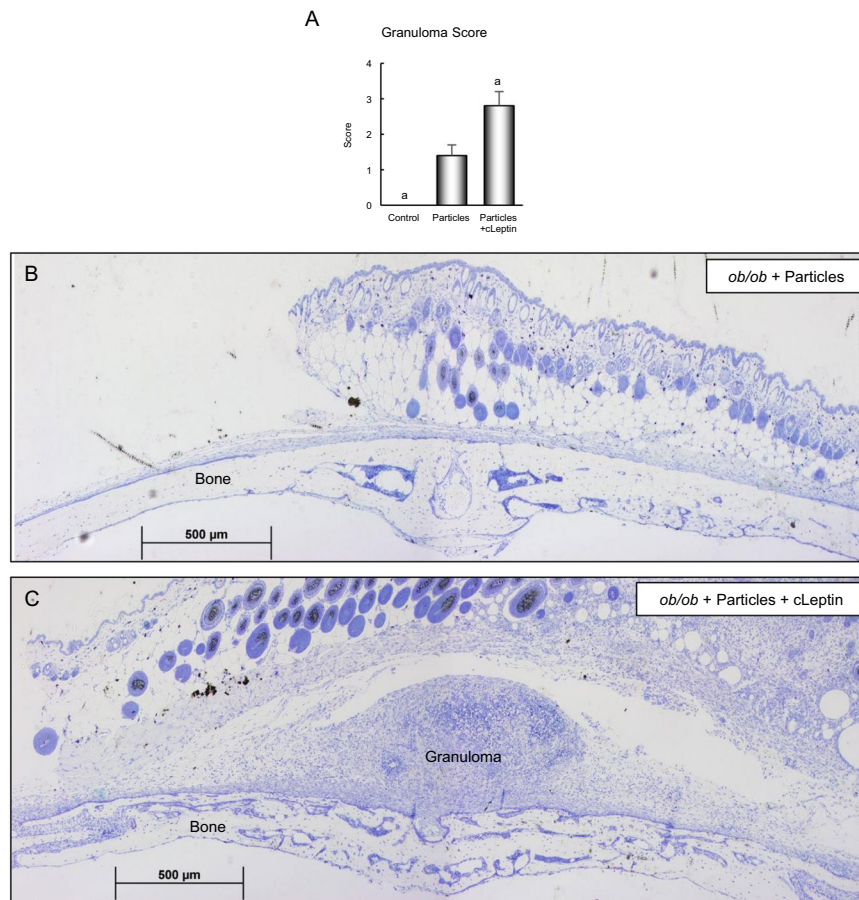 A
Granuloma Score
4
3
2
1
0
Score
a
a
Control
Particles
Particles
+cLeptin
B
ob/ob + Particles
Bone
500 µm
C
ob/ob + Particles + cLeptin
Granuloma
Bone
500 µm